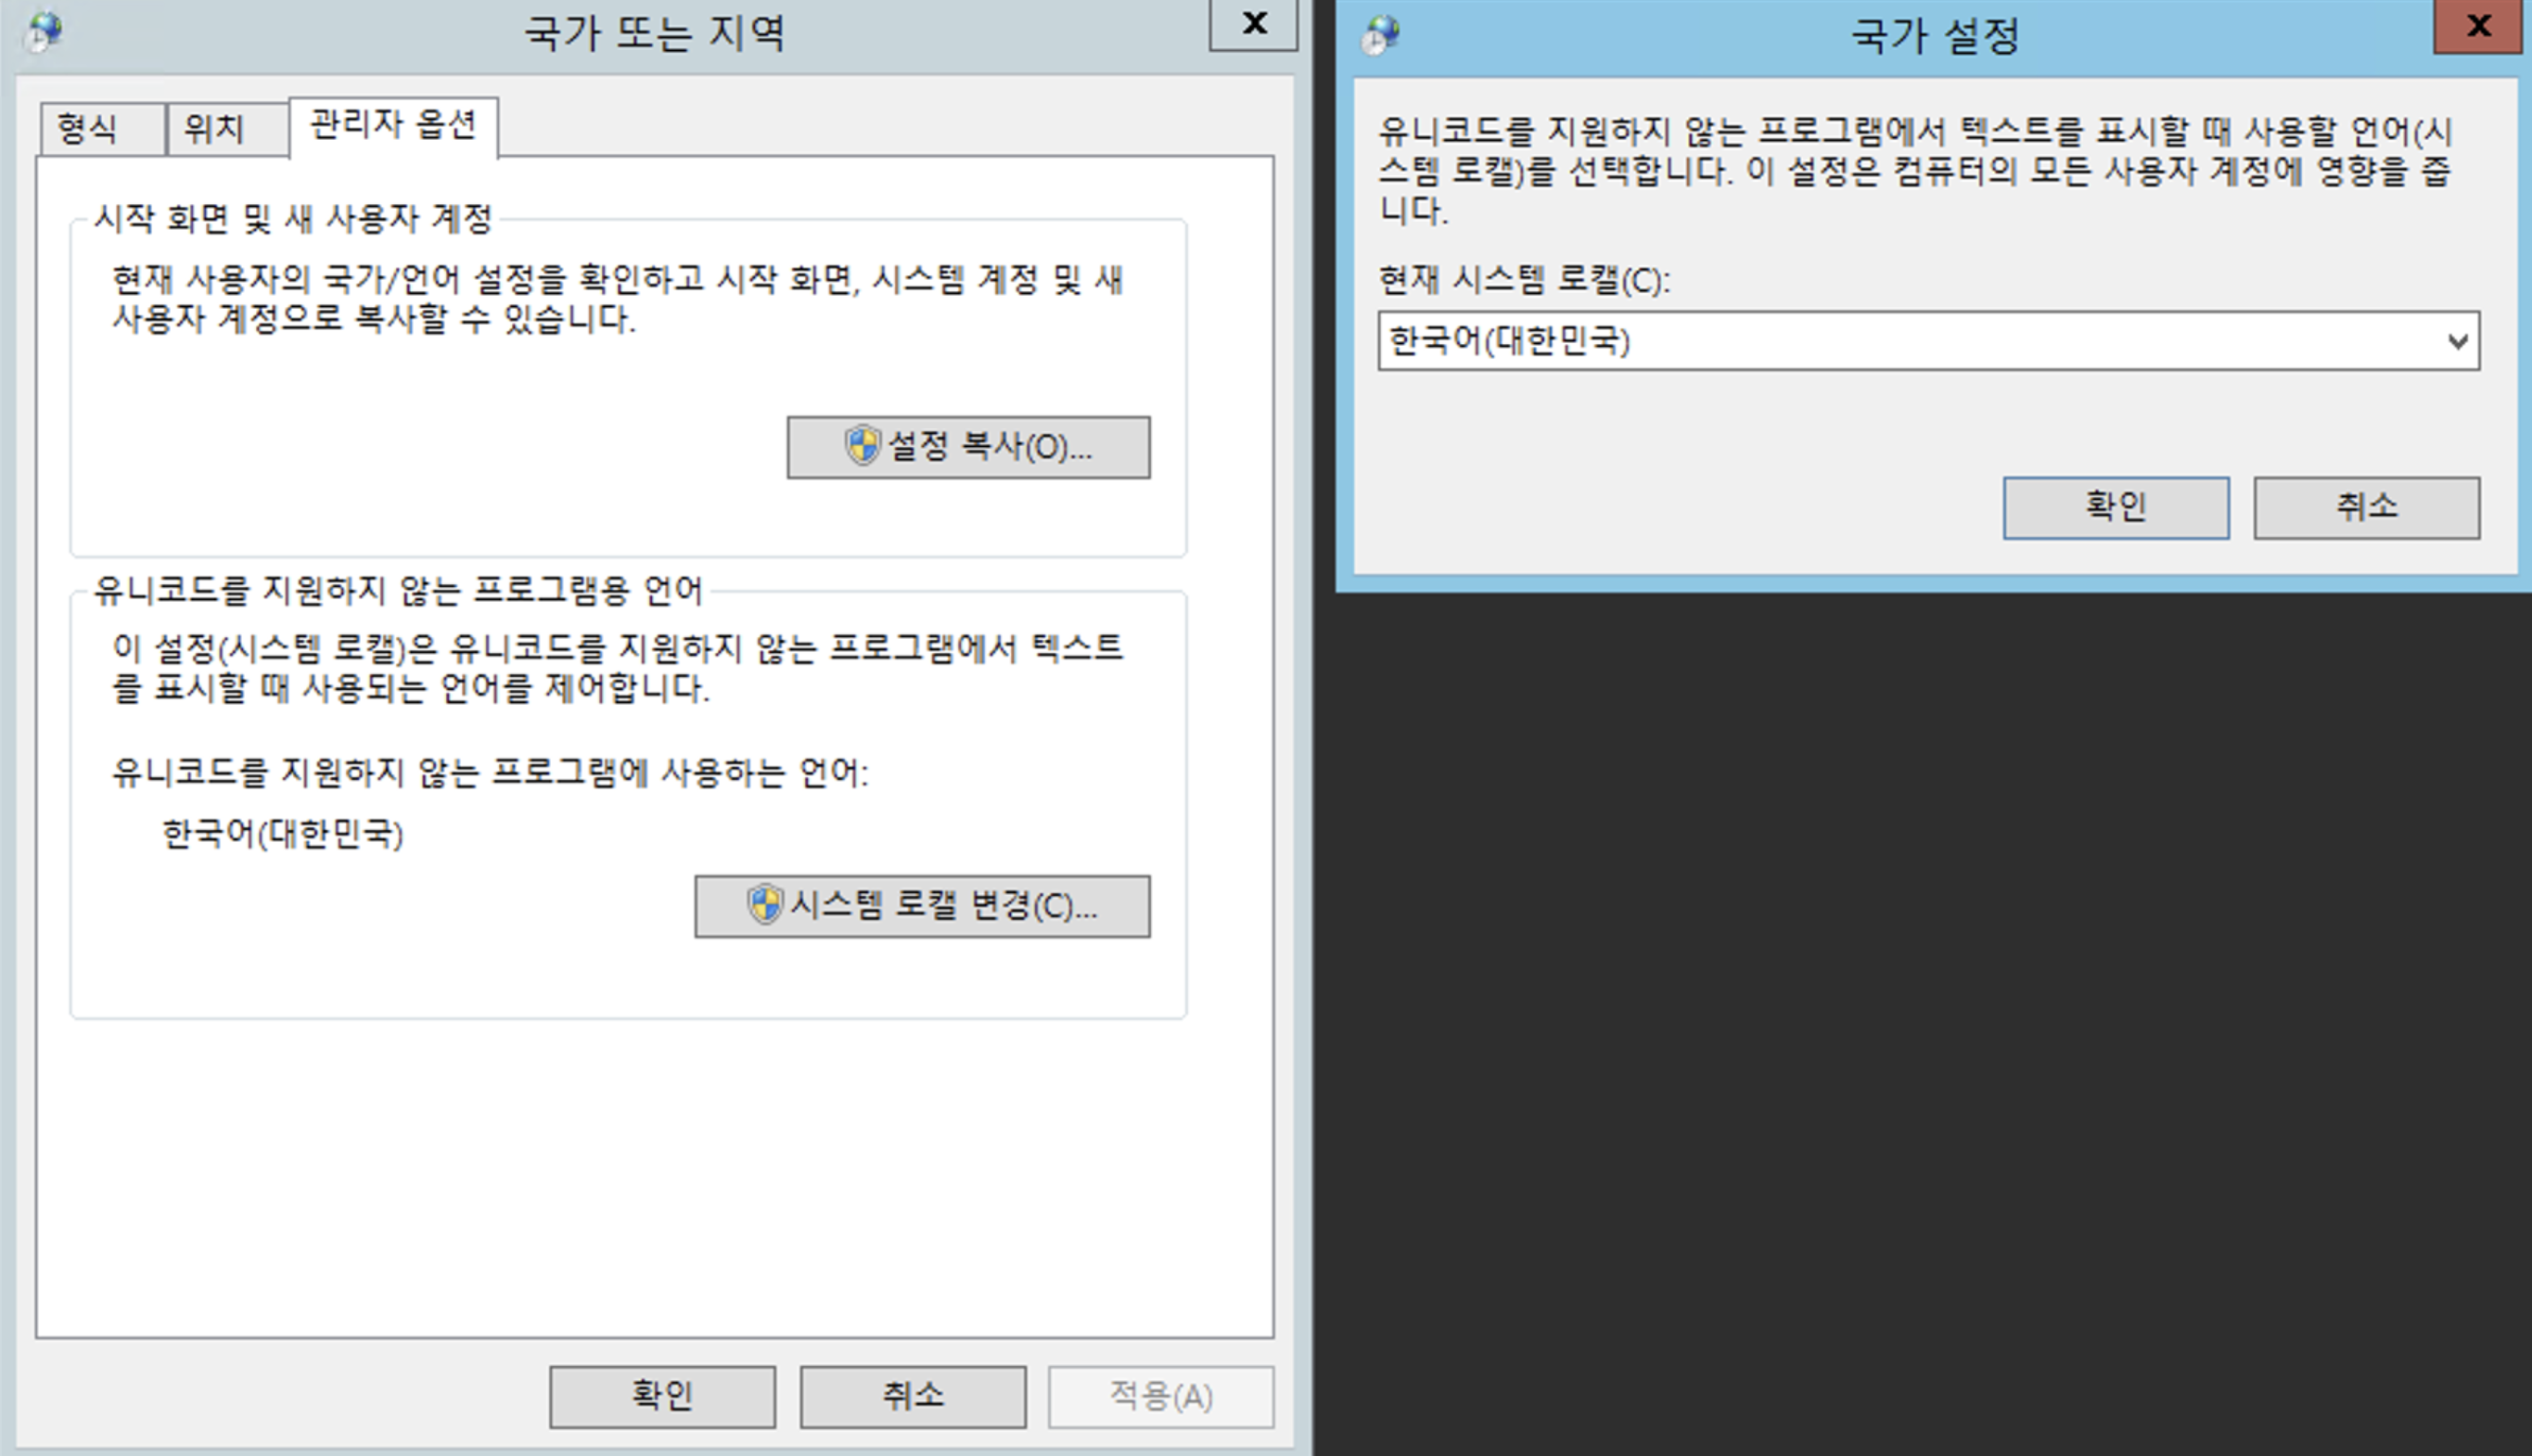 국가 또는 지역
x
형식
위치
관리자 옵션
시작 화면 및 새 사용자 계정
현재 사용자의 국가/언어 설정을 확인하고 시작 화면, 시스템 계정 및 새
사용자 계정으로 복사할 수 있습니다.
설정 복사(O)...
유니코드를 지원하지 않는 프로그램용 언어
이 설정(시스템 로캘)은 유니코드를 지원하지 않는 프로그램에서 텍스트
를 표시할 때 사용되는 언어를 제어합니다.
유니코드를 지원하지 않는 프로그램에 사용하는 언어:
한국어(대한민국)
시스템 로캘 변경(C)...
확인
취소
적용(A)
국가 설정
x
유니코드를 지원하지 않는 프로그램에서 텍스트를 표시할 때 사용할 언어(시
스템 로캘)를 선택합니다. 이 설정은 컴퓨터의 모든 사용자 계정에 영향을 줍
니다.
현재 시스템 로캘(C):
한국어(대한민국)
확인
취소